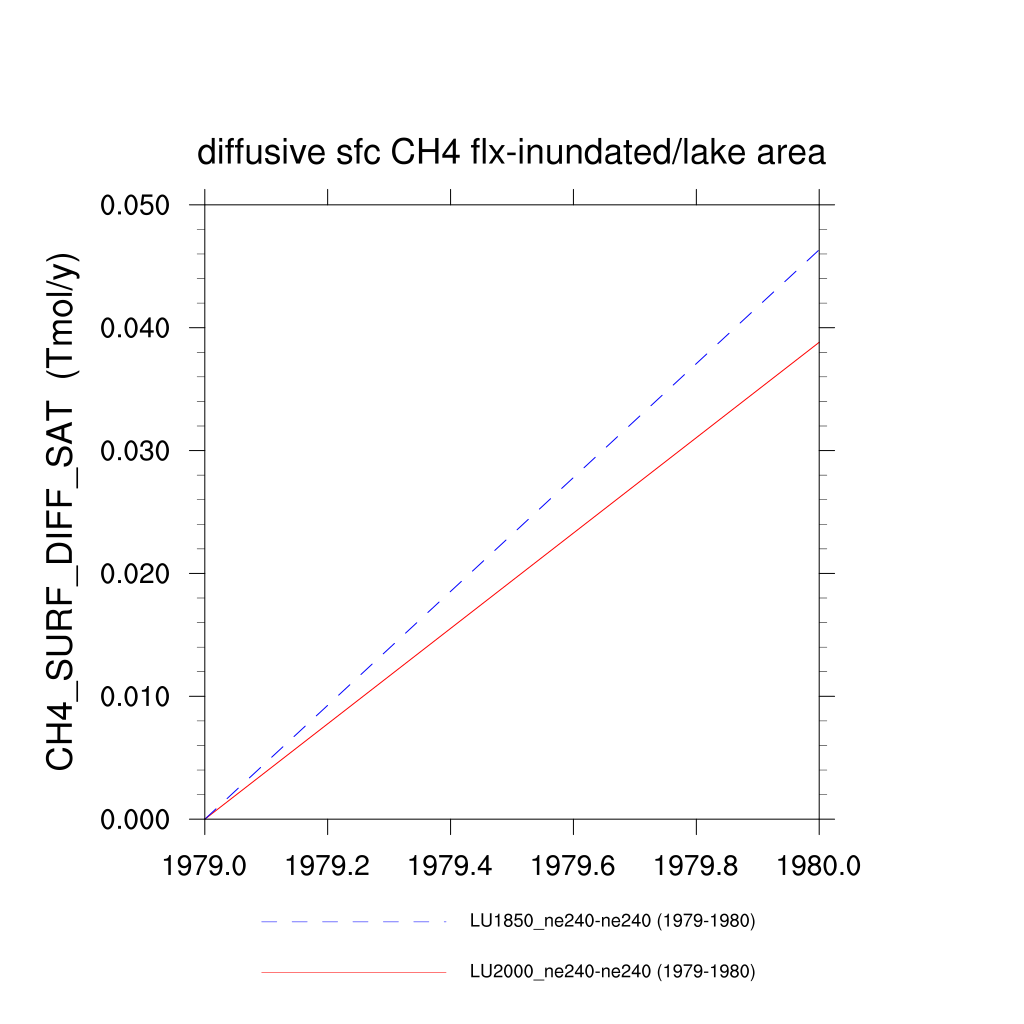 diffusive sfc CH4 flx-inundated/lake area
CH4_SURF_DIFF_SAT (Tmol/y)
0.050
0.040
0.030
0.020
0.010
0.000
1979.0 1979.2 1979.4 1979.6 1979.8 1980.0
LU1850_ne240-ne240 (1979-1980)
LU2000_ne240-ne240 (1979-1980)